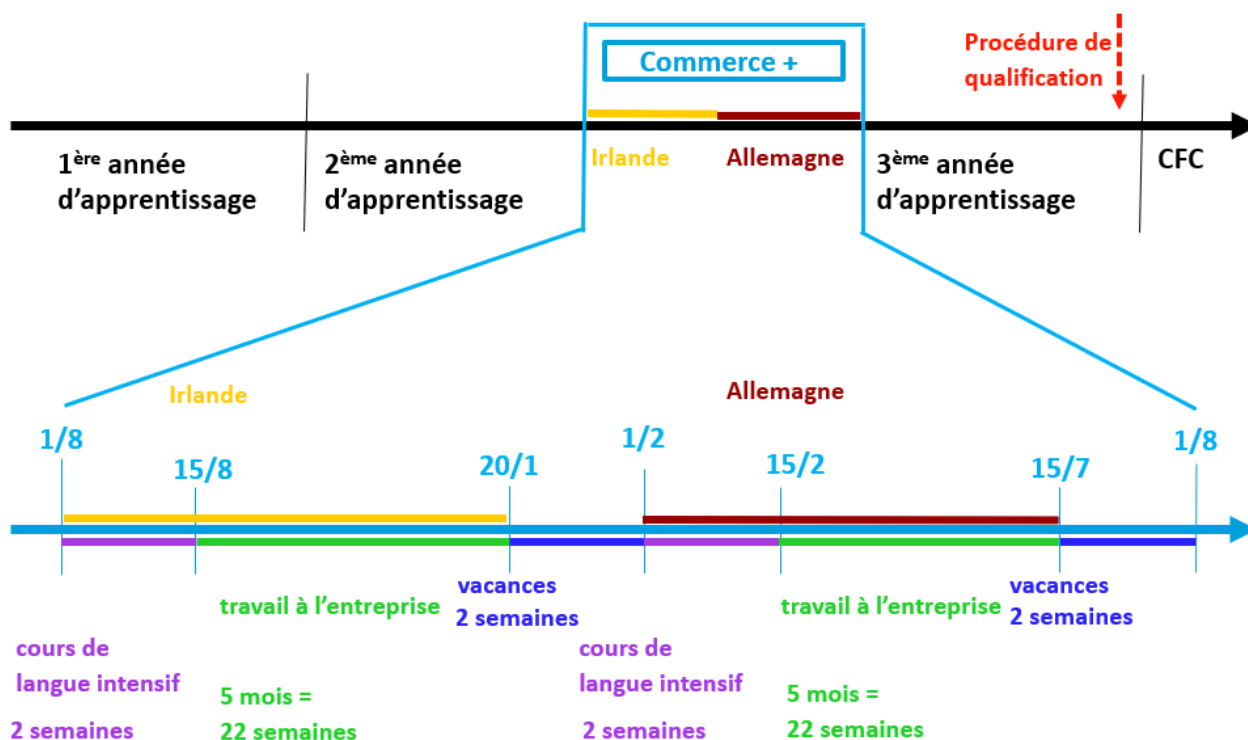 Commerce +
Procédure de
qualification
Irlande
Allemagne
1ère année
d'apprentissage
2ème année
d'apprentissage
3ème année
d'apprentissage
CFC
Irlande
Allemagne
1/8
15/8
20/1
1/2
15/2
15/7
1/8
travail à l'entreprise
vacances
2 semaines
travail à l'entreprise
vacances
2 semaines
cours de
langue intensif
2 semaines
5 mois =
22 semaines
cours de
langue intensif
2 semaines
5 mois =
22 semaines